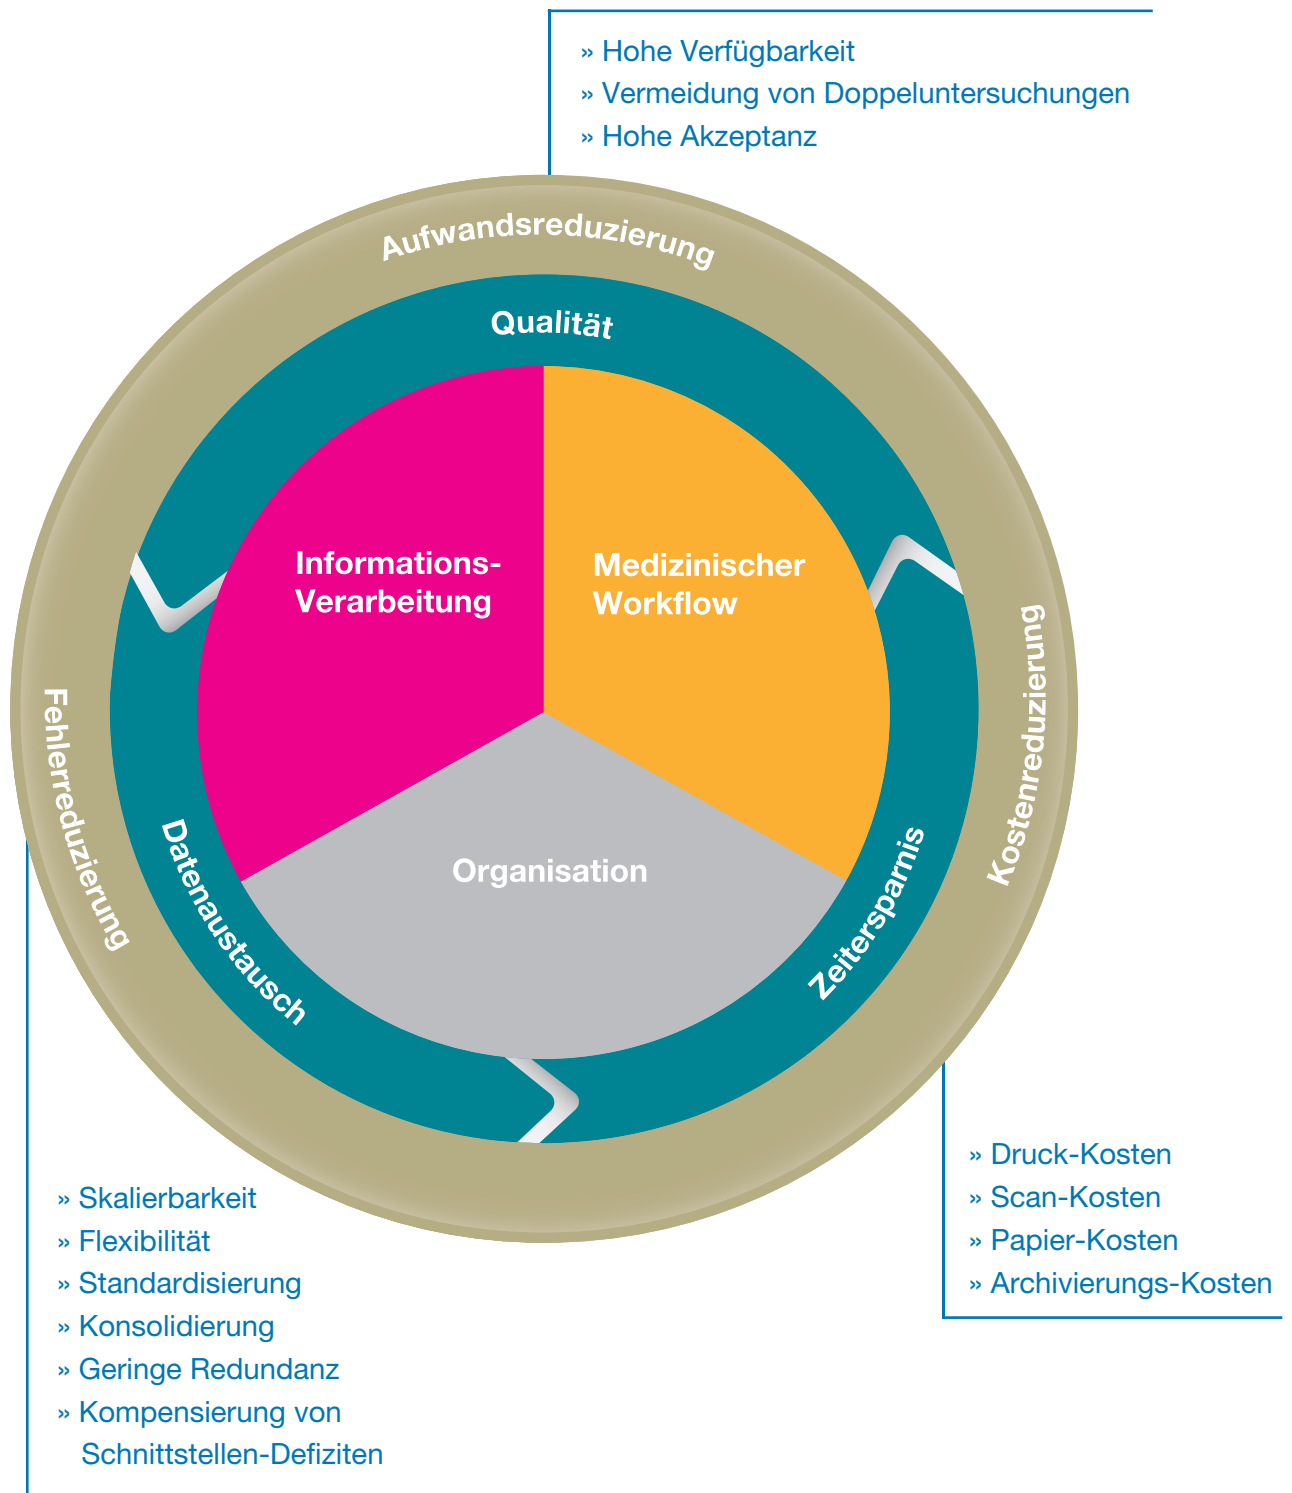 » Hohe Verfügbarkeit
» Vermeidung von Doppeluntersuchungen
» Hohe Akzeptanz
Aufwandsreduzierung
Qualität
Informations-
Verarbeitung
Medizinischer
Workflow
Organisation
Fehlerreduzierung
Datenaustausch
Zeitersparnis
Kostenreduzierung
» Druck-Kosten
» Scan-Kosten
» Papier-Kosten
» Archivierungs-Kosten
» Skalierbarkeit
» Flexibilität
» Standardisierung
» Konsolidierung
» Geringe Redundanz
» Kompensierung von
Schnittstellen-Defiziten